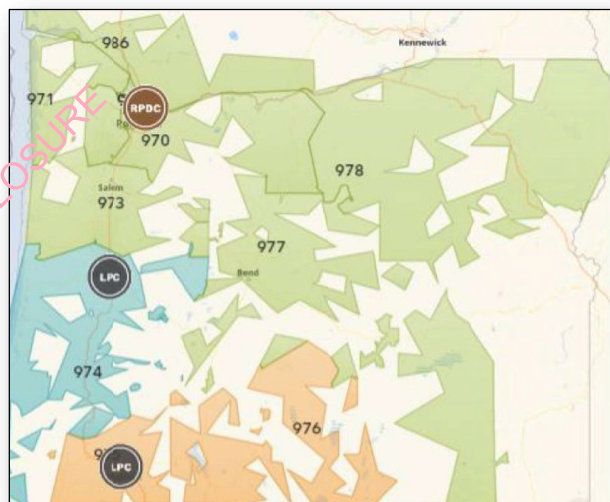 Kennewick
986
971
RPDC
970
978
Salem
973
977
Bend
LPC
974
976
LPC
OSURE